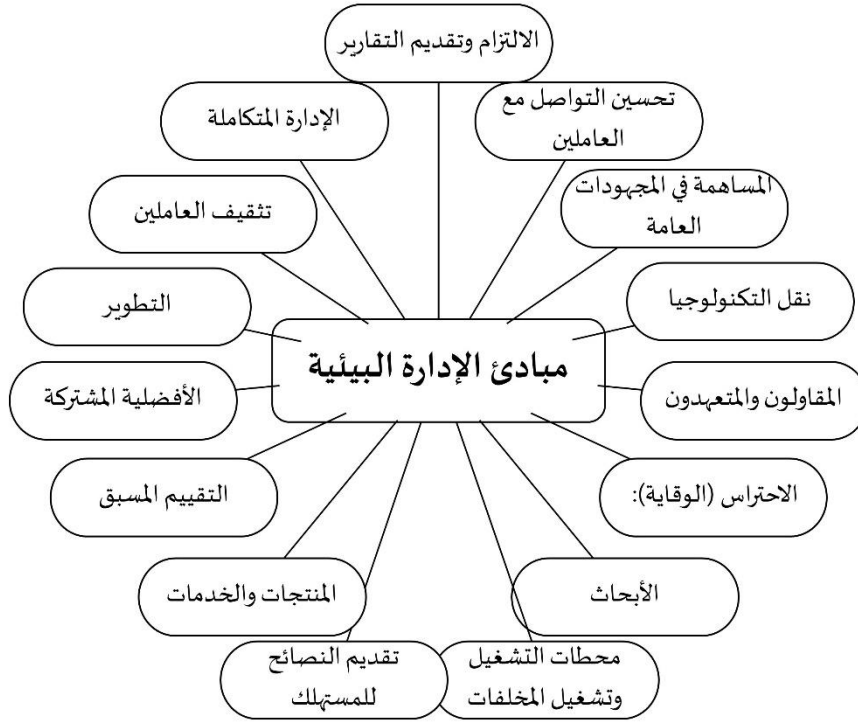 الالتزام وتقديم التقارير
تحسين التواصل مع
العاملين
الإدارة المتكاملة
المساهمة في المجهودات
العامة
تثقيف العاملين
نقل التكنولوجيا
التطوير
مبادئ الإدارة البيئية
المقاولون والمتعهدون
الأفضلية المشتركة
الاحتراس (الوقاية):
التقييم المسبق
الأبحاث
المنتجات والخدمات
محطات التشغيل
وتشغيل المخلفات
تقديم النصائح
للمستهلك